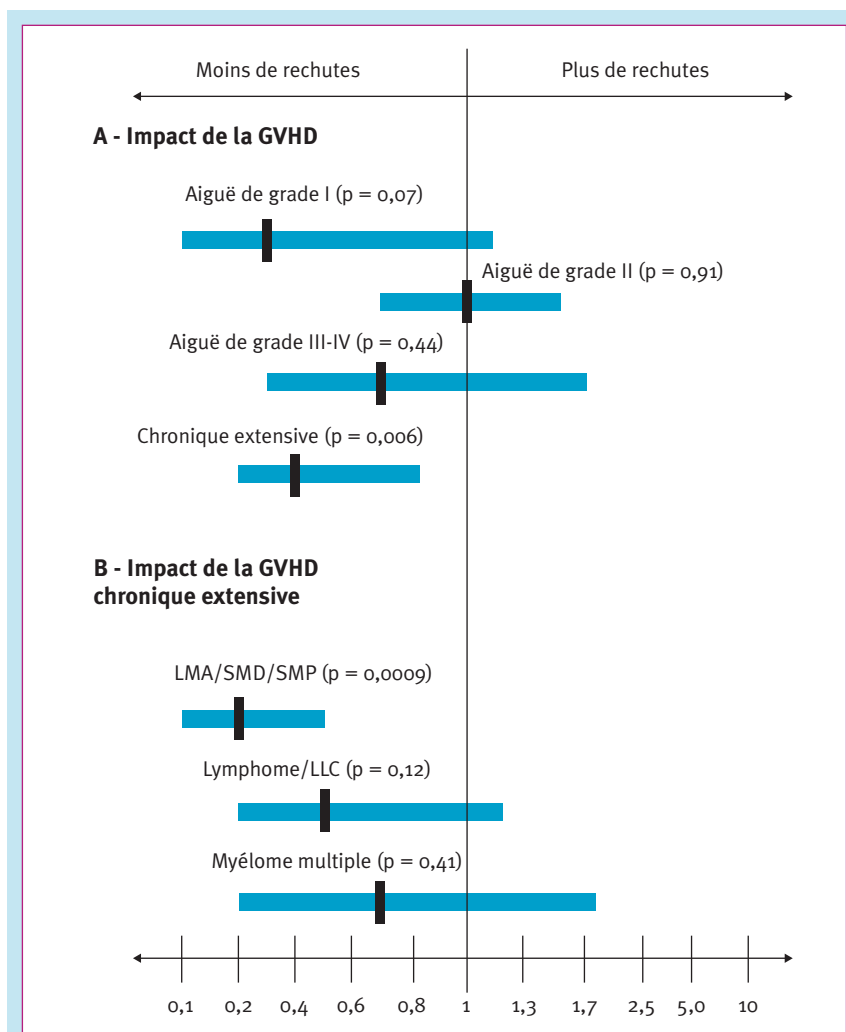 Moins de rechutes
Plus de rechutes
A - Impact de la GVHD
Aiguë de grade I (p = 0,07)
Aiguë de grade II (p = 0,91)
Aiguë de grade III-IV (p = 0,44)
Chronique extensive (p = 0,006)
B - Impact de la GVHD
chronique extensive
LMA/SMD/SMP (p = 0,0009)
Lymphome/LLC (p = 0,12)
Myélome multiple (p = 0,41)
0,1 0,2 0,4 0,6 0,8 1 1,3 1,7 2,5 5,0 10